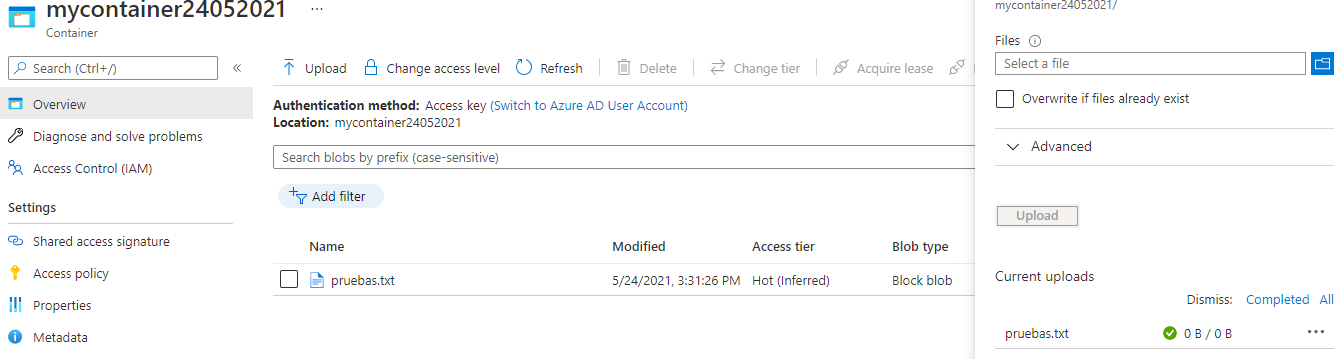 mycontainer24052021 ...
Container
Search (Ctrl+/) «
Overview
Diagnose and solve problems
Access Control (IAM)
Settings
Shared access signature
Access policy
Properties
Metadata
Upload Change access level Refresh Delete Change tier Acquire lease
Authentication method: Access key (Switch to Azure AD User Account)
Location: mycontainer24052021
Search blobs by prefix (case-sensitive)
Add filter
Name Modified Access tier Blob type
pruebas.txt 5/24/2021, 3:31:26 PM Hot (Inferred) Block blob
mycontainer24052021/
Files
Select a file
Overwrite if files already exist
Advanced
Upload
Current uploads
Dismiss: Completed All
pruebas.txt 0 B / 0 B ...